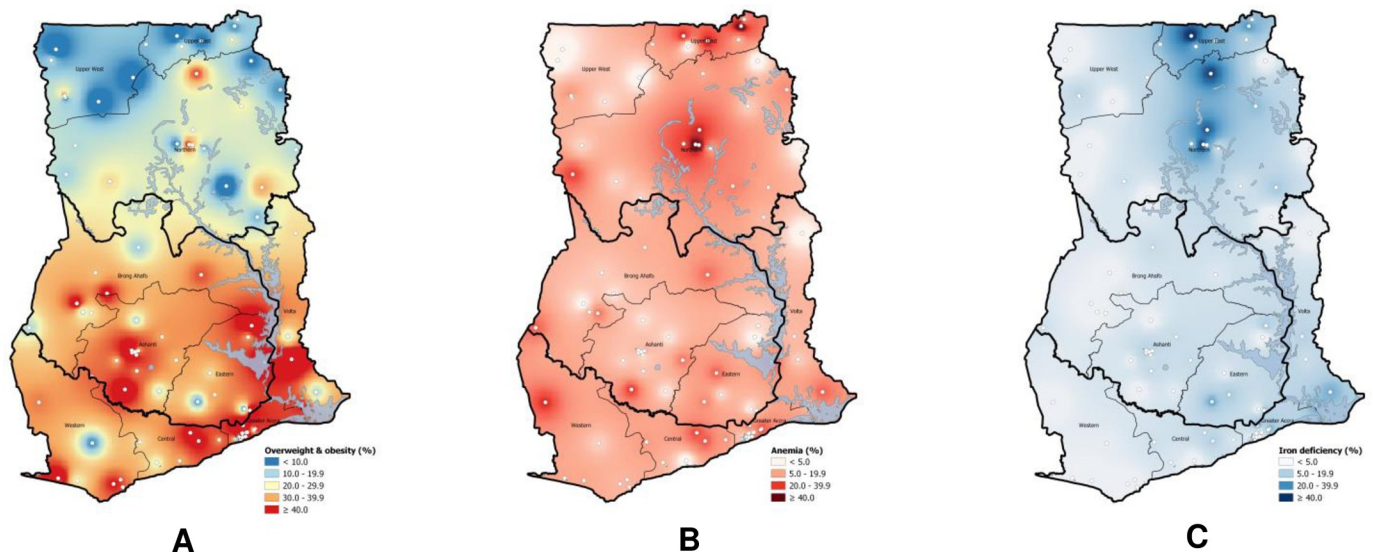 Upper East
Upper West
Northern
Brong Ahafo
Volta
Ashanti
Eastern
Western
Central
Greater Accra
Overweight & obesity (%)
< 10.0
10.0 - 19.9
20.0 - 29.9
30.0 - 39.9
≥ 40.0
A
Upper East
Upper West
Northern
Brong Ahafo
Volta
Ashanti
Eastern
Western
Central
Greater Accra
Anemia (%)
< 5.0
5.0 - 19.9
20.0 - 39.9
≥ 40.0
B
Upper East
Upper West
Northern
Brong Ahafo
Volta
Ashanti
Eastern
Western
Central
Greater Accra
Iron deficiency (%)
< 5.0
5.0 - 19.9
20.0 - 39.9
≥ 40.0
C